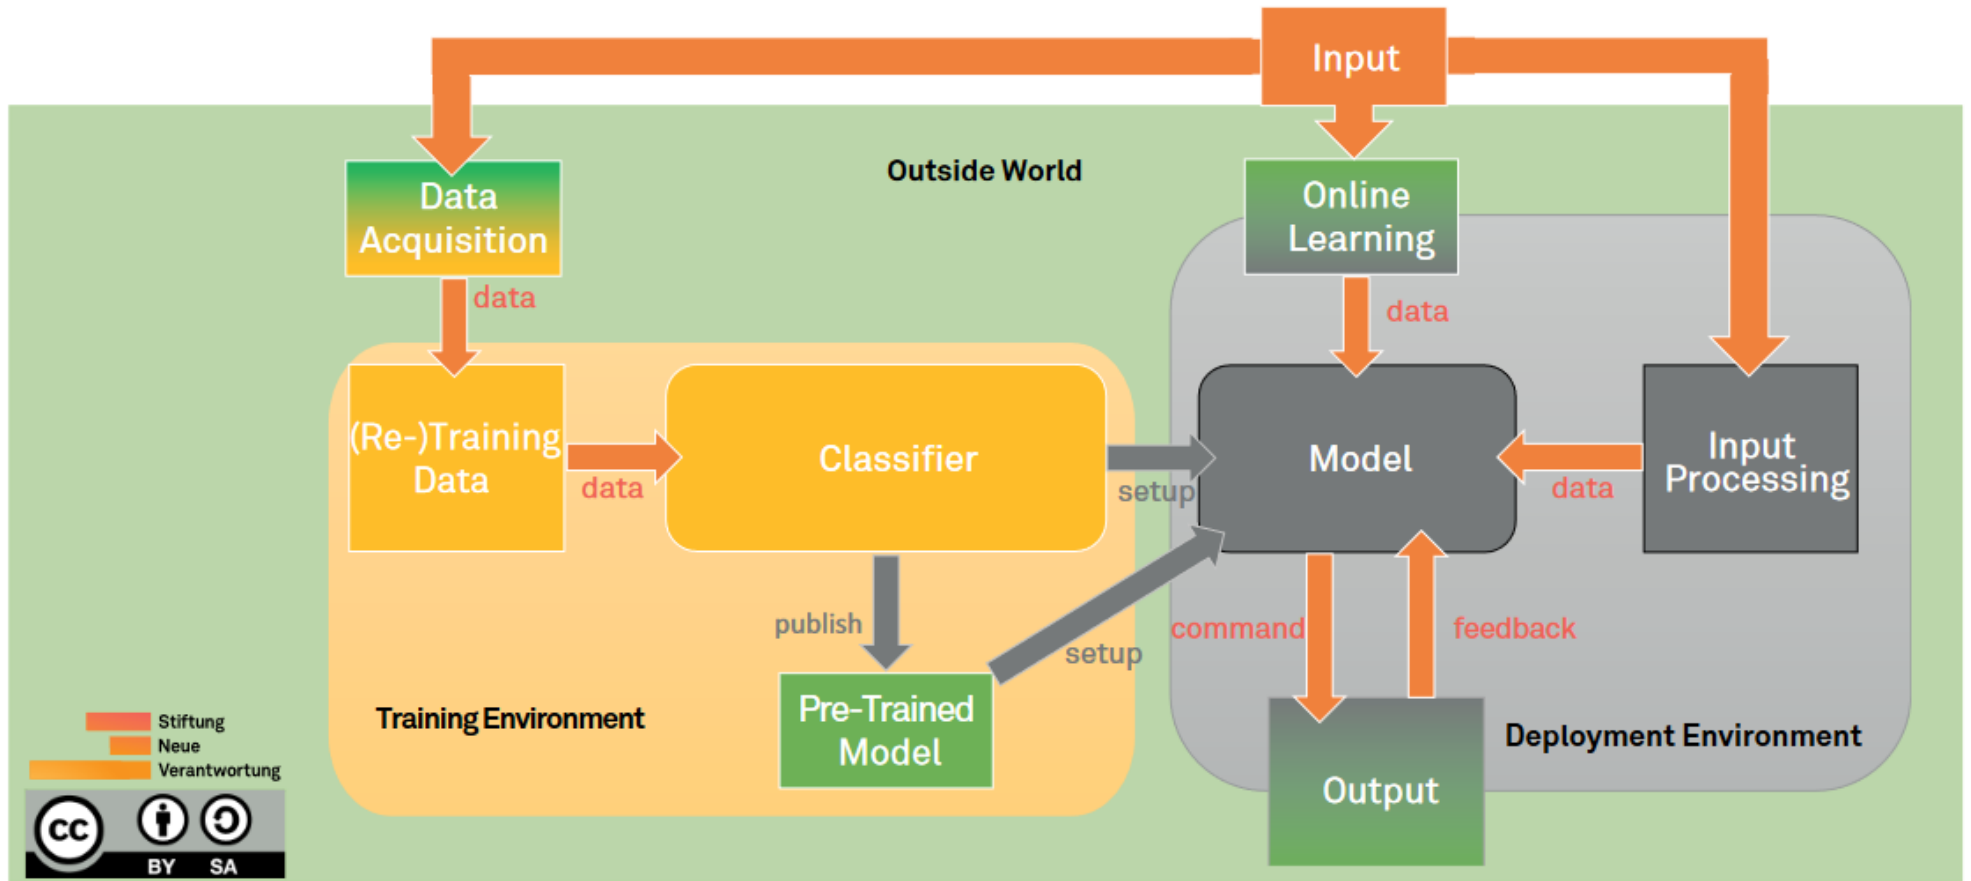 Input
Outside World
Data
Acquisition
Online
Learning
data
data
(Re-)Training
Data
data
Classifier
setup
Model
data
Input
Processing
publish
setup
command
feedback
Pre-Trained
Model
Training Environment
Output
Deployment Environment
Stiftung
Neue
Verantwortung
cc
BY SA